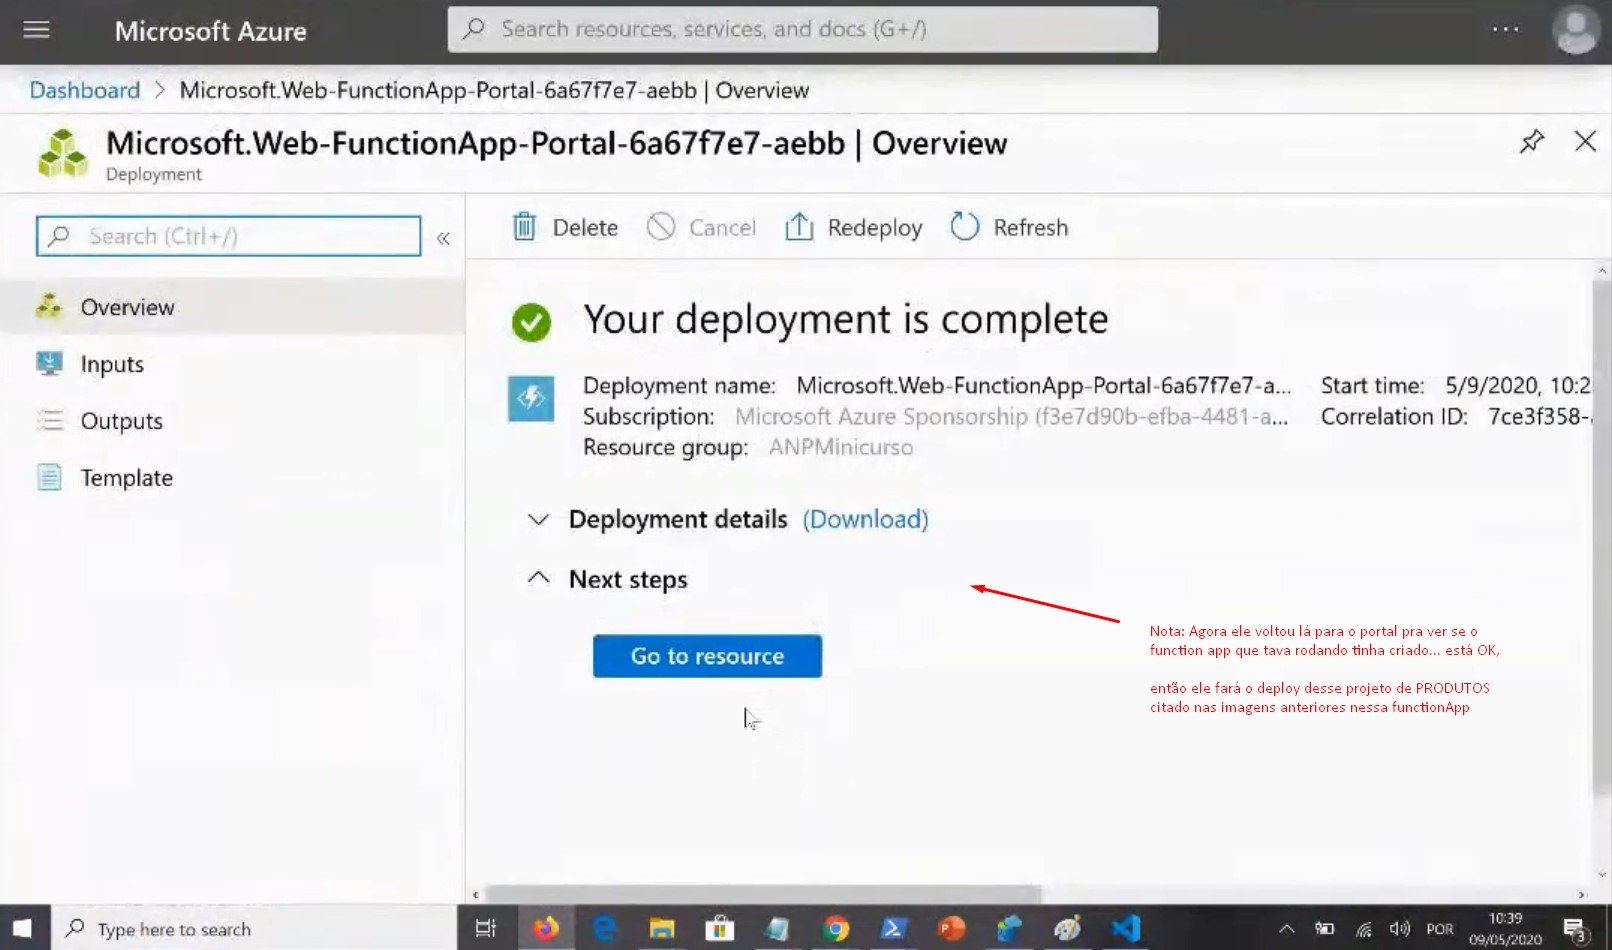 Microsoft Azure
Search resources, services, and docs (G+/)
Dashboard > Microsoft.Web-FunctionApp-Portal-6a67f7e7-aebb | Overview
Microsoft.Web-FunctionApp-Portal-6a67f7e7-aebb | Overview
Deployment
Search (Ctrl+/)
Overview
Inputs
Outputs
Template
Delete Cancel Redeploy Refresh
Your deployment is complete
Deployment name: Microsoft.Web-FunctionApp-Portal-6a67f7e7-a... Start time: 5/9/2020, 10:2
Subscription: Microsoft Azure Sponsorship (f3e7d90b-efba-4481-a... Correlation ID: 7ce3f358-
Resource group: ANPMinicurso
Deployment details (Download)
Next steps
Go to resource
Nota: Agora ele voltou lá para o portal pra ver se o
function app que tava rodando tinha criado... está OK,
então ele fará o deploy desse projeto de PRODUTOS
citado nas imagens anteriores nessa functionApp
Type here to search
POR
10:39
09/05/2020
3